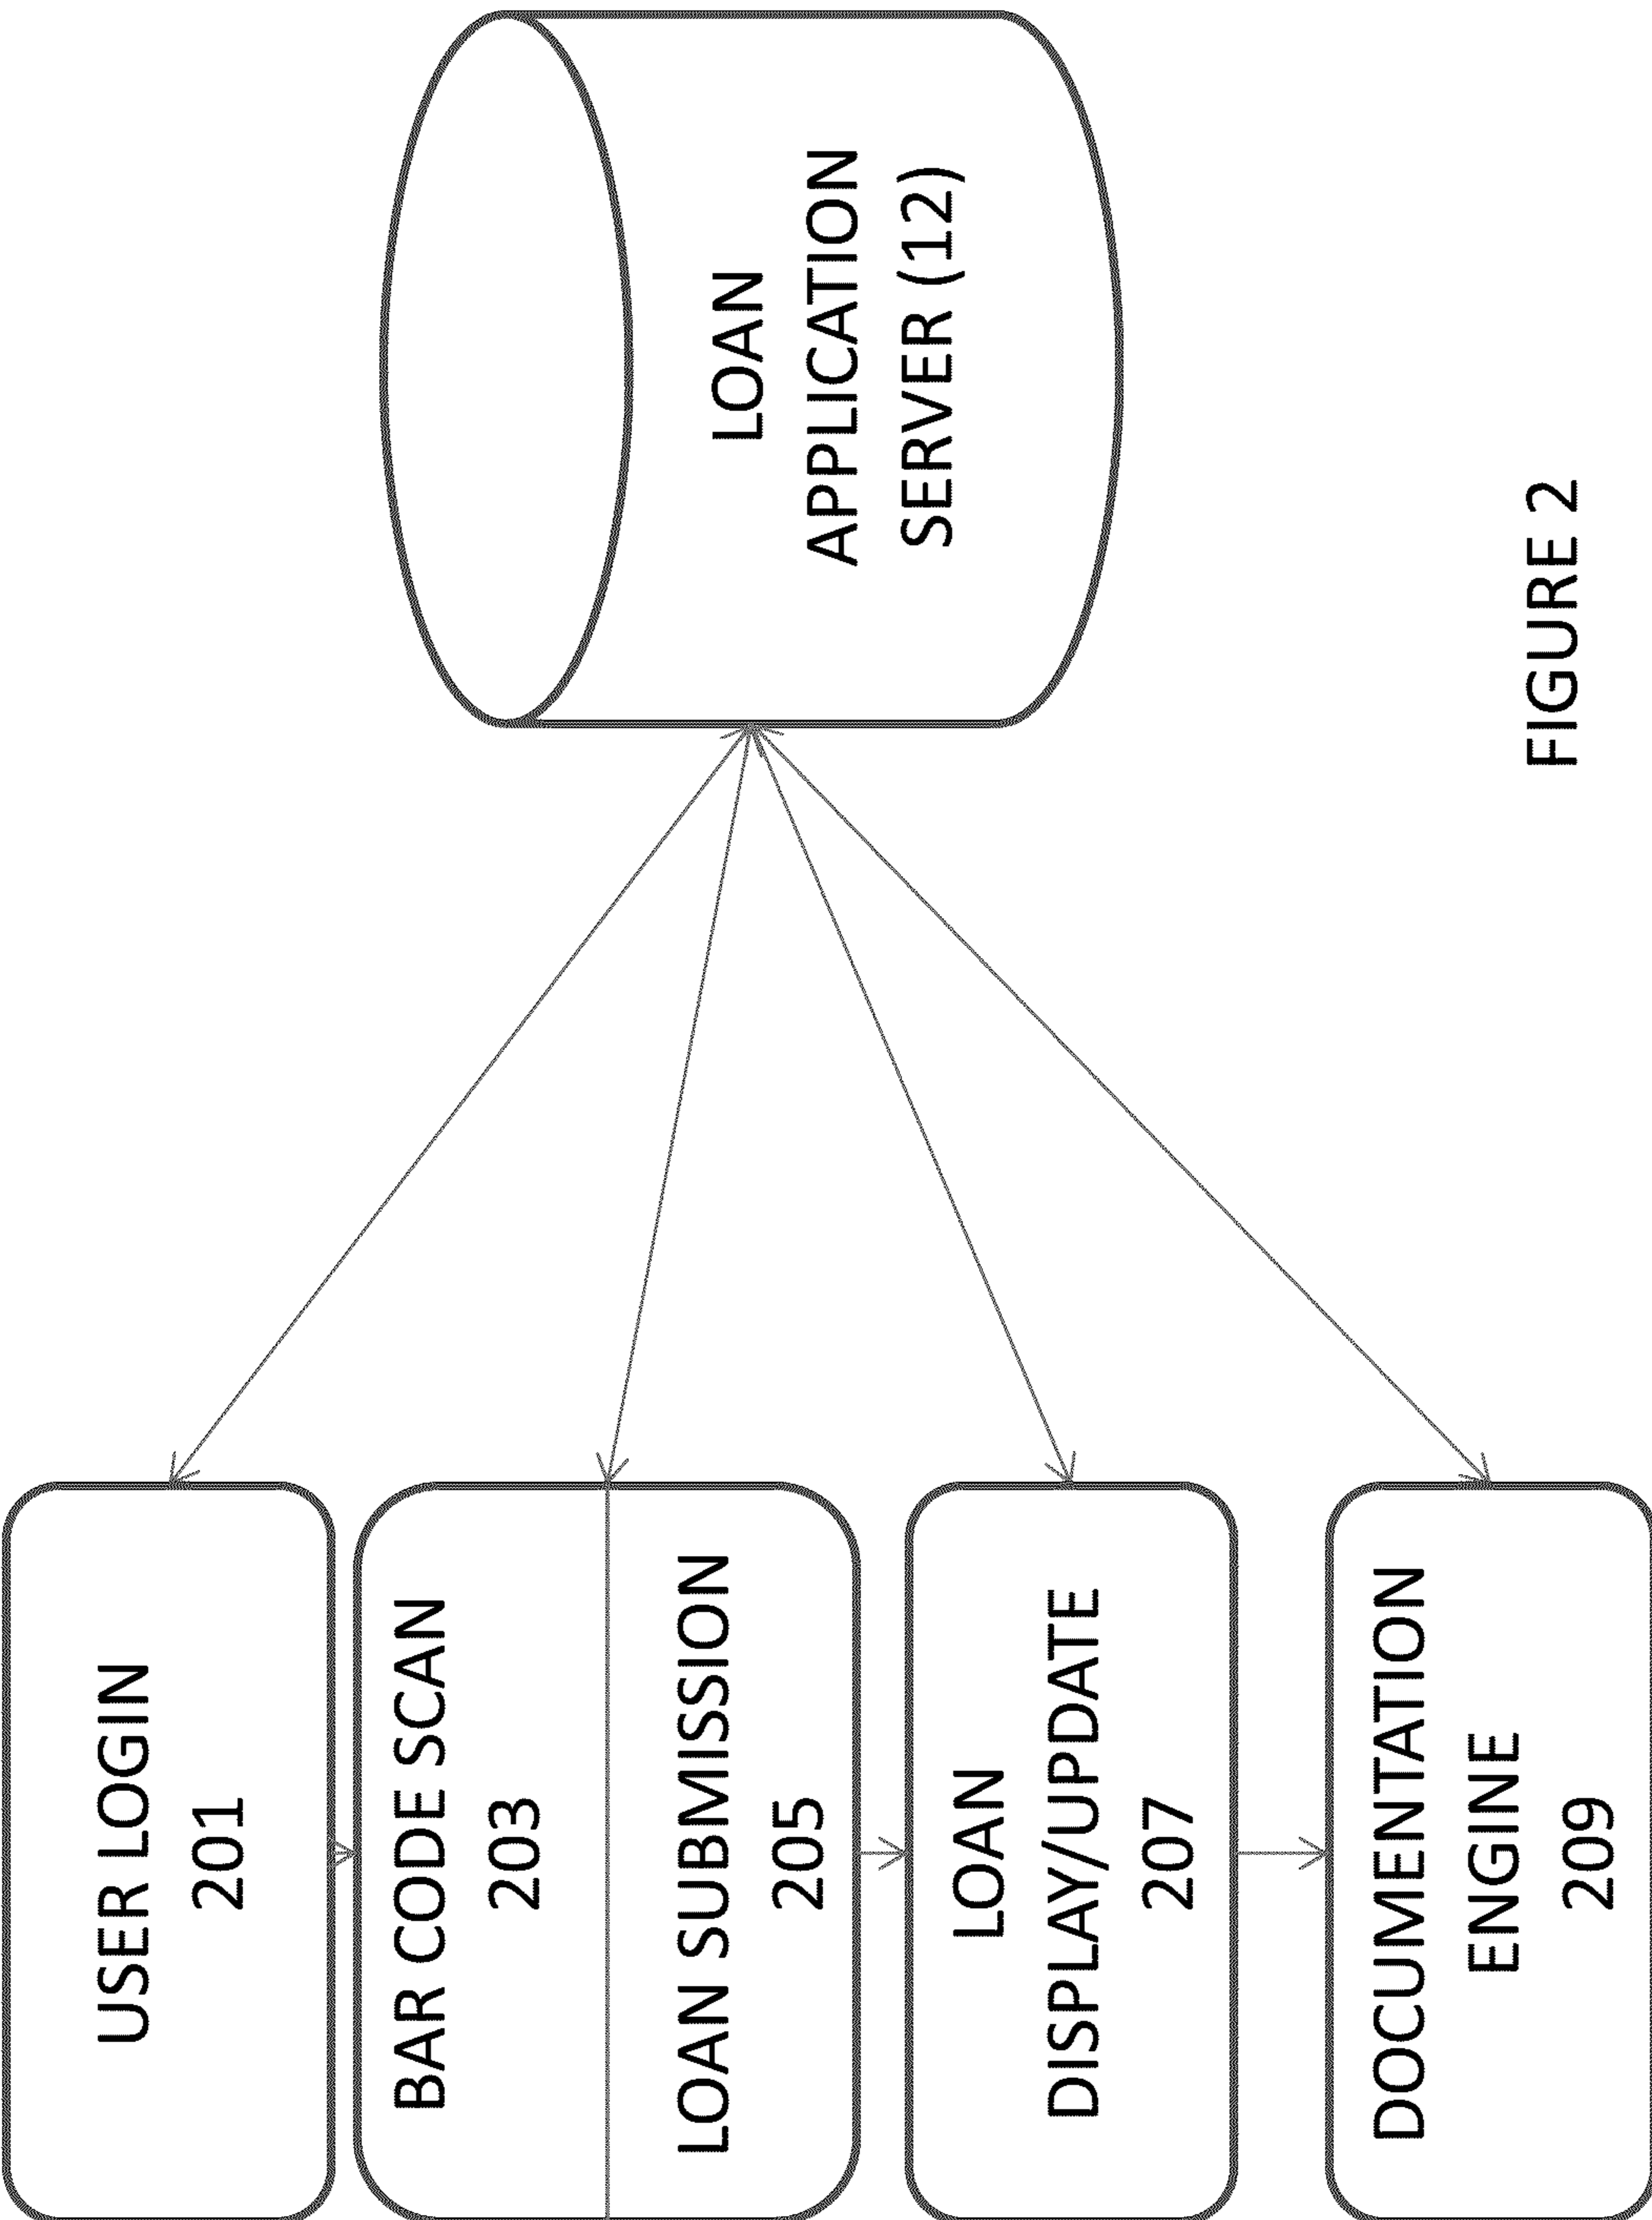 USER LOGIN
201
BAR CODE SCAN
203
LOAN SUBMISSION
205
LOAN
DISPLAY/UPDATE
207
DOCUMENTATION
ENGINE
209
LOAN
APPLICATION
SERVER (12)
FIGURE 2